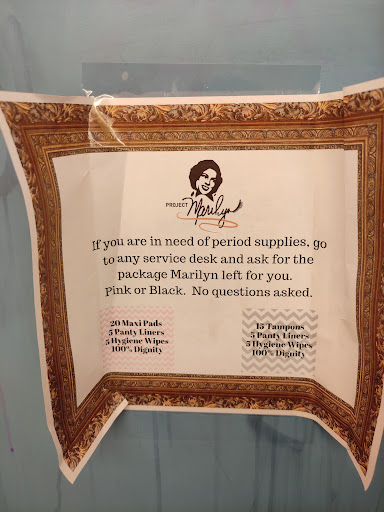 PROJECT Marilyn
If you are in need of period supplies, go
to any service desk and ask for the
package Marilyn left for you.
Pink or Black. No questions asked.
20 Maxi Pads
5 Panty Liners
5 Hygiene Wipes
100% Dignity
15 Tampons
5 Panty Liners
5 Hygiene Wipes
100% Dignity